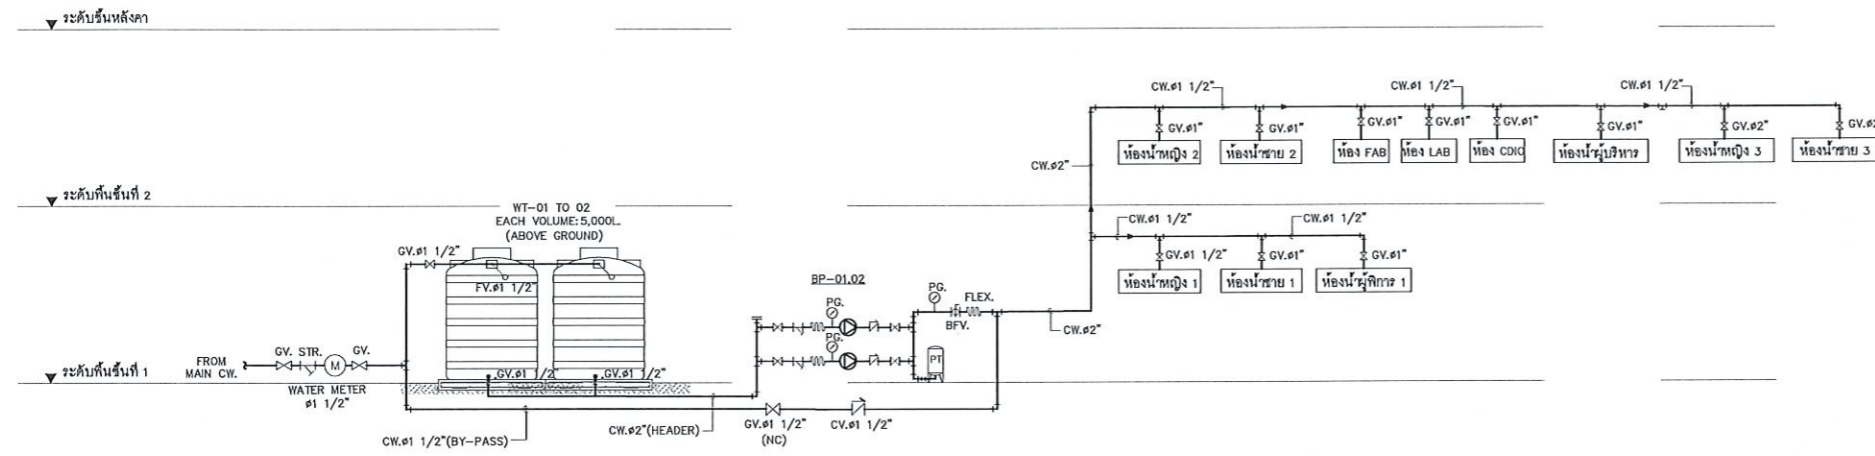 ระดับชั้นหลังคา
CW.ø1 1/2" CW.ø1 1/2" CW.ø1 1/2"
GV.ø1" GV.ø1" GV.ø1" GV.ø1" GV.ø1" GV.ø1" GV.ø2"
ห้องน้ำหญิง 2 ห้องน้ำชาย 2 ห้อง FAB ห้อง LAB ห้อง CDIO ห้องน้ำผู้บริหาร ห้องน้ำหญิง 3 ห้องน้ำชาย 3
CW.ø2"
ระดับพื้นชั้นที่ 2
WT-01 TO 02
EACH VOLUME: 5,000L.
(ABOVE GROUND)
CW.ø1 1/2" CW.ø1 1/2"
GV.ø1 1/2" GV.ø1" GV.ø1"
ห้องน้ำหญิง 1 ห้องน้ำชาย 1 ห้องน้ำผู้พิการ 1
GV.ø1 1/2"
FV.ø1 1/2"
BP-01,02
PG.
PG.
PG.
FLEX.
BFV.
CW.ø2"
PT
FROM
MAIN CW.
GV. STR. M GV.
WATER METER
ø1 1/2"
ระดับพื้นชั้นที่ 1
GV.ø1 1/2" GV.ø1 1/2"
CW.ø1 1/2"(BY-PASS)
CW.ø2"(HEADER)
GV.ø1 1/2"
(NC)
CV.ø1 1/2"